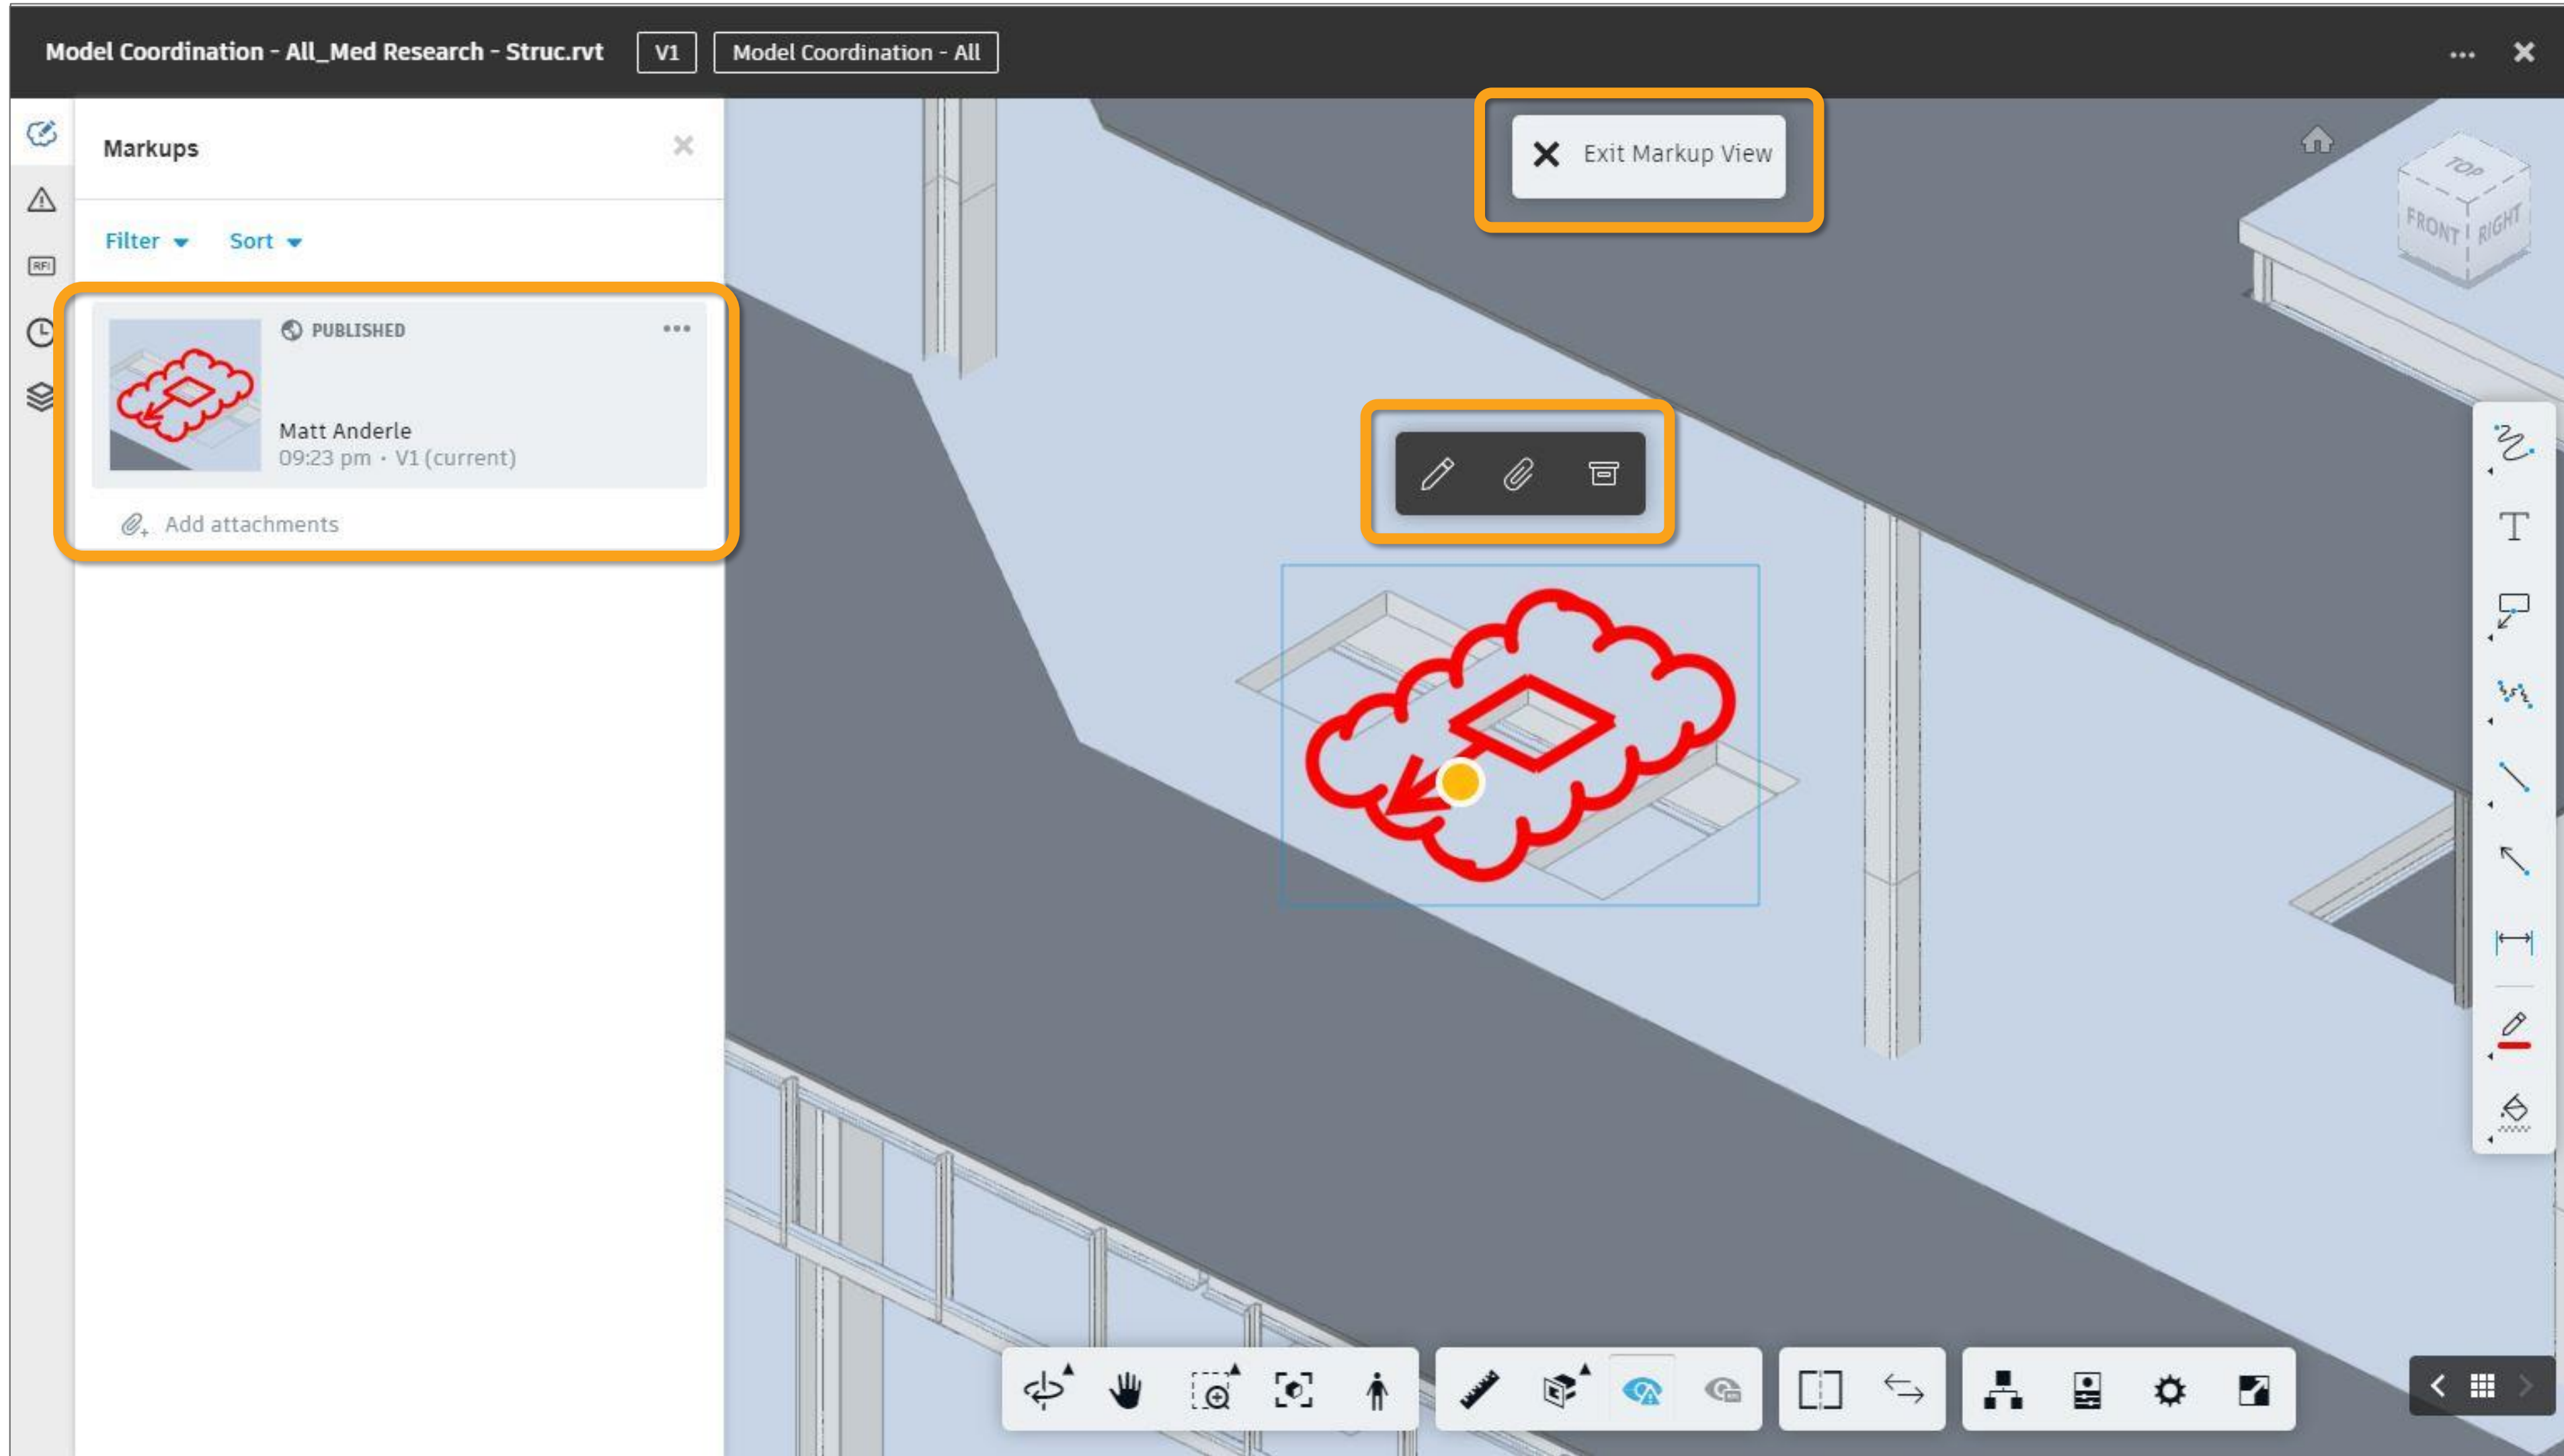 Model Coordination - All_Med Research - Struc.rvt V1 Model Coordination - All
Markups
Exit Markup View
TOP
FRONT RIGHT
Filter Sort
RFI
PUBLISHED
Matt Anderle
09:23 pm · V1 (current)
Add attachments
T